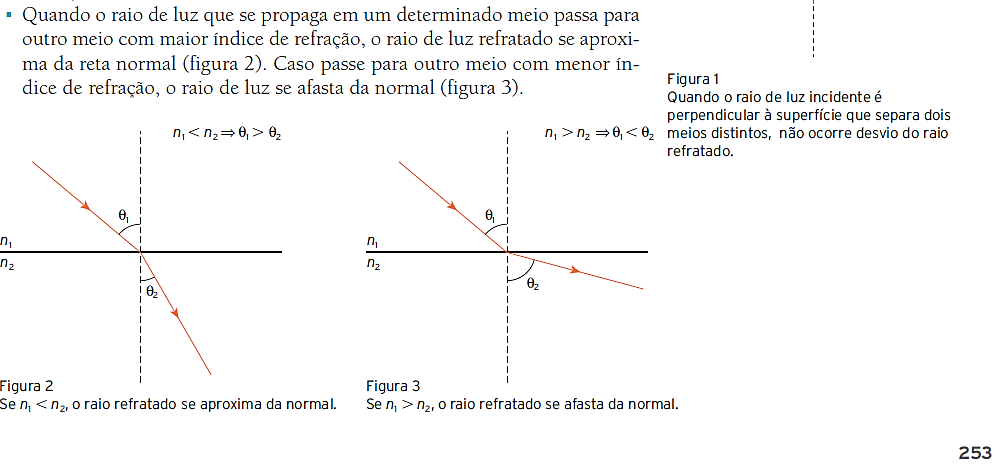 ▪ Quando o raio de luz que se propaga em um determinado meio passa para
outro meio com maior índice de refração, o raio de luz refratado se aproxi-
ma da reta normal (figura 2). Caso passe para outro meio com menor ín-
dice de refração, o raio de luz se afasta da normal (figura 3).
Figura 1
Quando o raio de luz incidente é
perpendicular à superfície que separa dois
meios distintos, não ocorre desvio do raio
refratado.
n₁ < n₂ ⇒ θ₁ > θ₂
θ₁
n₁
n₂
θ₂
Figura 2
Se n₁ < n₂, o raio refratado se aproxima da normal.
n₁ > n₂ ⇒ θ₁ < θ₂
θ₁
n₁
n₂
θ₂
Figura 3
Se n₁ > n₂, o raio refratado se afasta da normal.
253